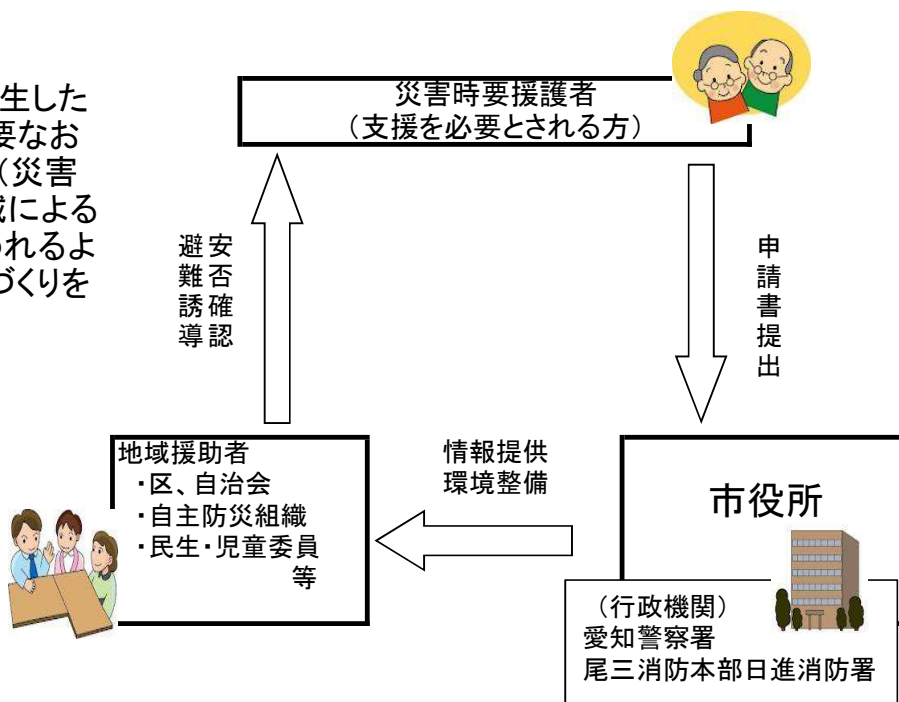 生した
要なお
（災害
域による
われるよ
づくりを
災害時要援護者
（支援を必要とされる方）
安否確認
避難誘導
申請書提出
地域援助者
・区、自治会
・自主防災組織
・民生・児童委員
等
情報提供
環境整備
市役所
（行政機関）
愛知警察署
尾三消防本部日進消防署